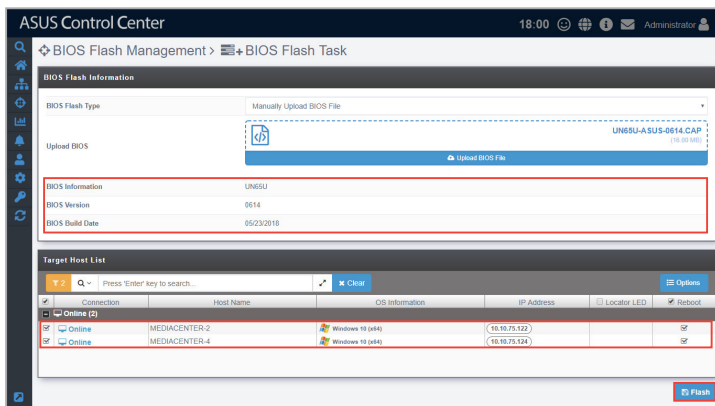 ASUS Control Center
18:00
Administrator
BIOS Flash Management > BIOS Flash Task
BIOS Flash Information
BIOS Flash Type
Manually Upload BIOS File
UN65U-ASUS-0614.CAP
(16.00 MB)
Upload BIOS
Upload BIOS File
BIOS Information
UN65U
BIOS Version
0614
BIOS Build Date
05/23/2018
Target Host List
2
Press 'Enter' key to search...
Clear
Options
Connection Host Name OS Information IP Address Locator LED Reboot
Online (2)
Online MEDIACENTER-2 Windows 10 (x64) 10.10.75.122
Online MEDIACENTER-4 Windows 10 (x64) 10.10.75.124
Flash